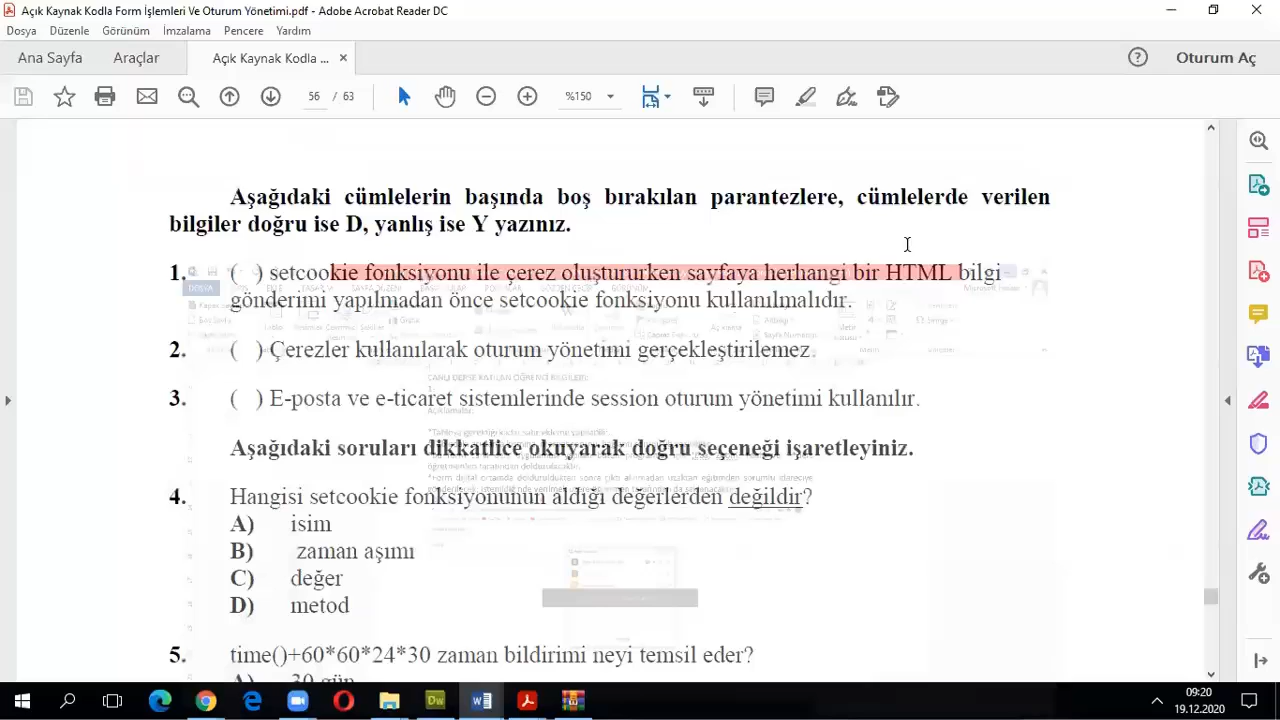 Açık Kaynak Kodla Form İşlemleri Ve Oturum Yönetimi.pdf - Adobe Acrobat Reader DC
Dosya Düzenle Görünüm İmzalama Pencere Yardım
Ana Sayfa Araçlar Açık Kaynak Kodla ... × Oturum Aç
56 / 63 %150
Aşağıdaki cümlelerin başında boş bırakılan parantezlere, cümlelerde verilen
bilgiler doğru ise D, yanlış ise Y yazınız.
1. ( ) setcookie fonksiyonu ile çerez oluştururken sayfaya herhangi bir HTML bilgi
gönderimi yapılmadan önce setcookie fonksiyonu kullanılmalıdır.
2. ( ) Çerezler kullanılarak oturum yönetimi gerçekleştirilemez.
3. ( ) E-posta ve e-ticaret sistemlerinde session oturum yönetimi kullanılır.
Aşağıdaki soruları dikkatlice okuyarak doğru seçeneği işaretleyiniz.
4. Hangisi setcookie fonksiyonunun aldığı değerlerden değildir?
A) isim
B) zaman aşımı
C) değer
D) metod
5. time()+60*60*24*30 zaman bildirimi neyi temsil eder?
A) 30 gün
09:20
19.12.2020